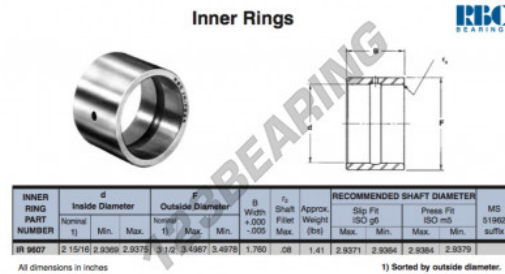 Inner Rings
RBC
BEARINGS
123BEARING
B
rₛ
d
F
INNER RING PART NUMBER
d
Inside Diameter
Nominal 1) Min. Max.
F
Outside Diameter
Nominal 1) Max. Min.
B
Width
+.000
-.005
rₛ
Shaft
Fillet
Max.
Approx.
Weight
(lbs)
RECOMMENDED SHAFT DIAMETER
Slip Fit
ISO g6
Max. Min.
Press Fit
ISO m5
Max. Min.
MS
51962
suffix
IR 9607 2 15/16 2.9369 2.9375 3 1/2 3.4987 3.4978 1.760 .08 1.41 2.9371 2.9364 2.9384 2.9379
All dimensions in inches
1) Sorted by outside diameter.